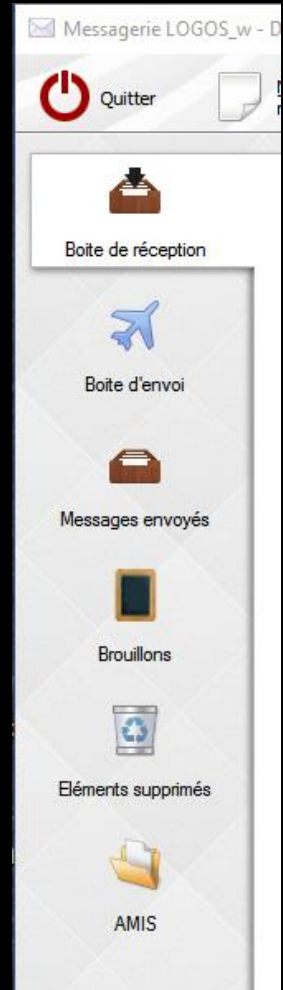 Messagerie LOGOS_w - D
Quitter
Boite de réception
Boite d'envoi
Messages envoyés
Brouillons
Eléments supprimés
AMIS